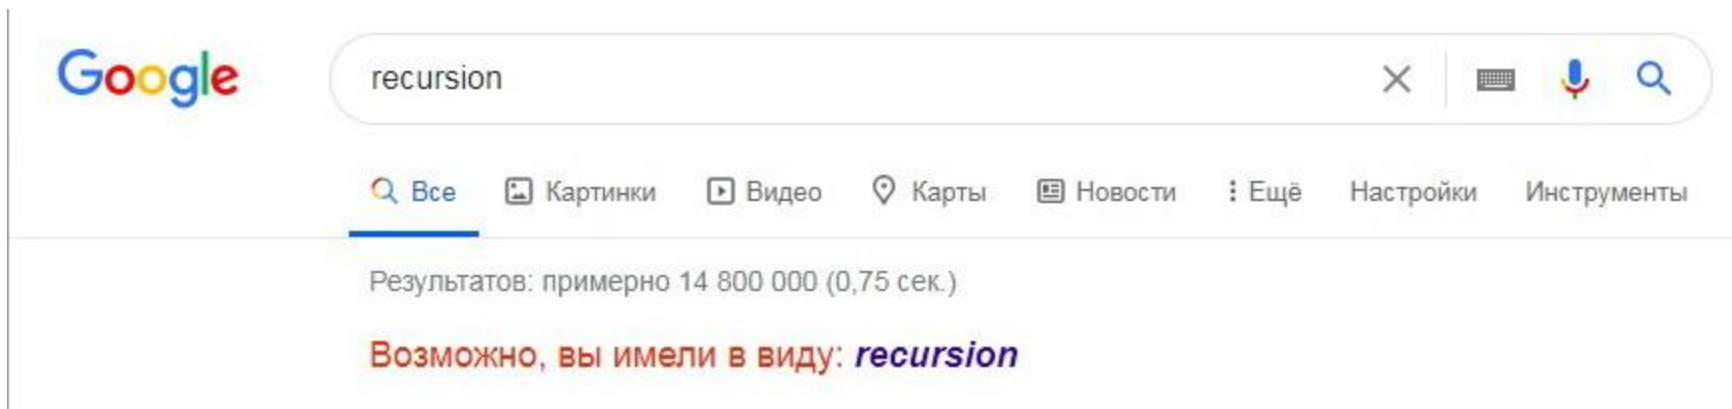 Google recursion
Все Картинки Видео Карты Новости Ещё Настройки Инструменты
Результатов: примерно 14 800 000 (0,75 сек.)
Возможно, вы имели в виду: recursion